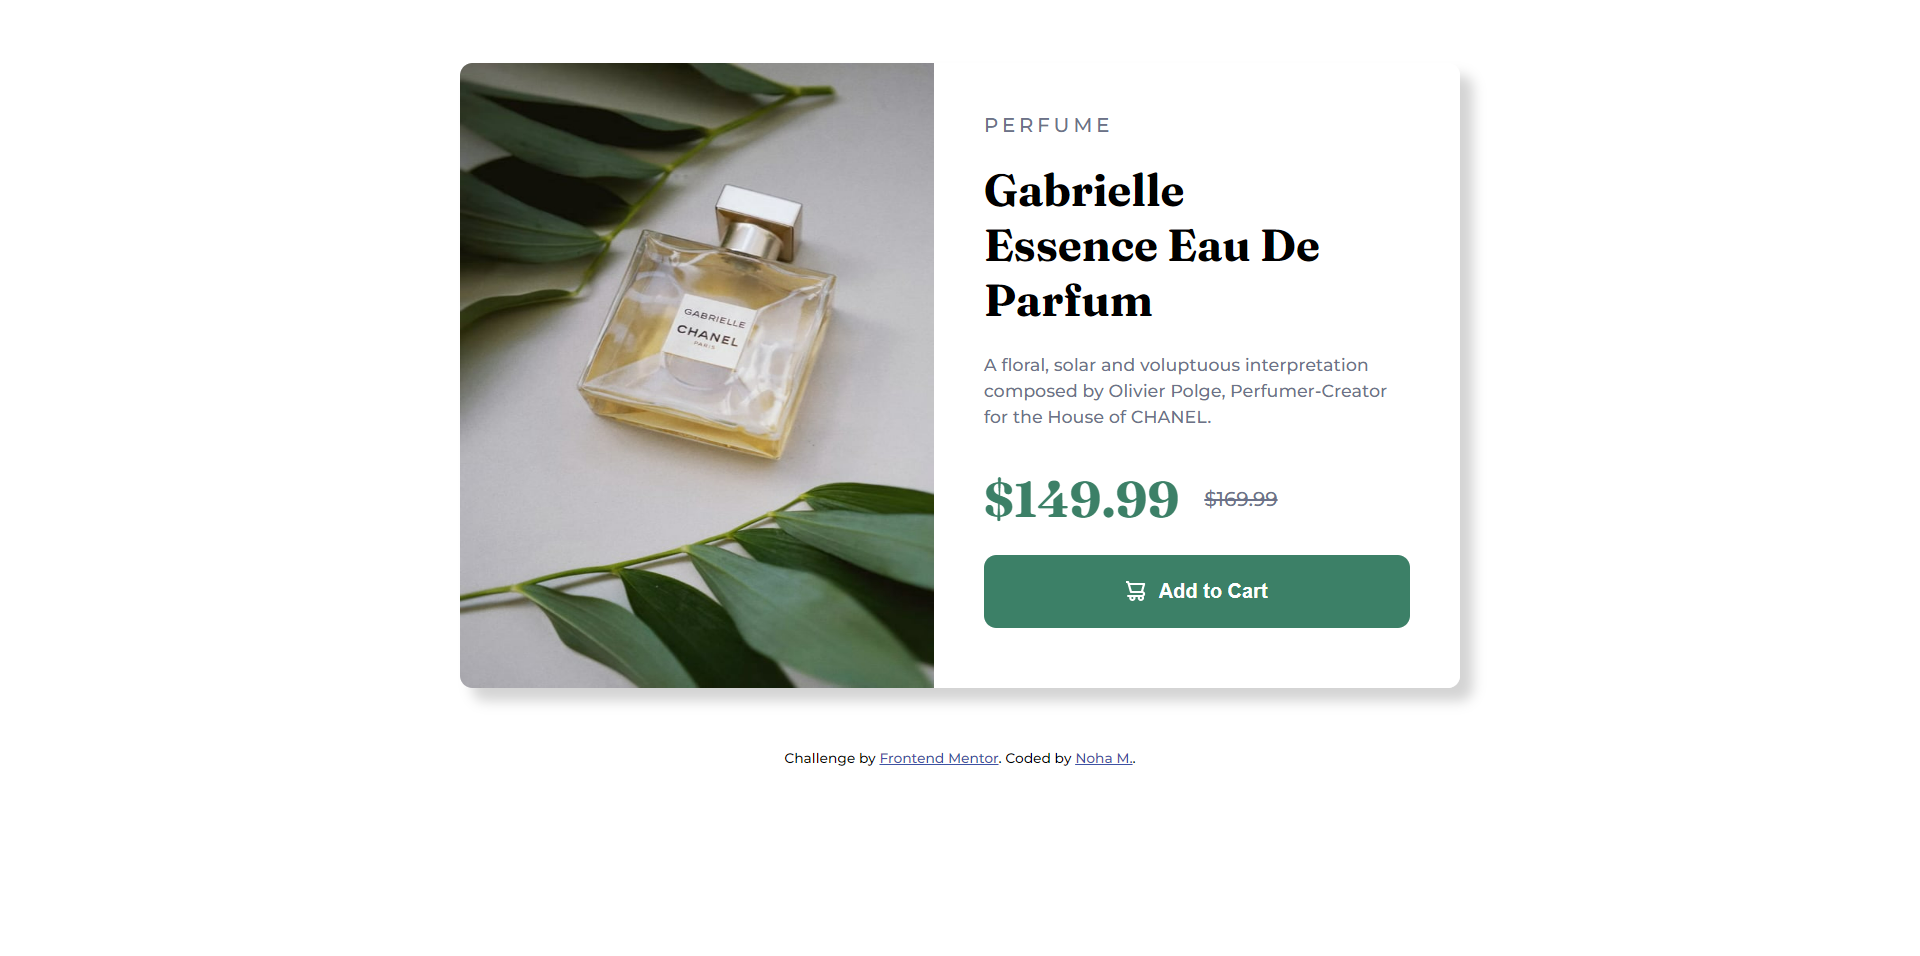 GABRIELLE
CHANEL
PARIS
PERFUME
Gabrielle
Essence Eau De
Parfum
A floral, solar and voluptuous interpretation
composed by Olivier Polge, Perfumer-Creator
for the House of CHANEL.
$149.99 $169.99
Add to Cart
Challenge by Frontend Mentor. Coded by Noha M..